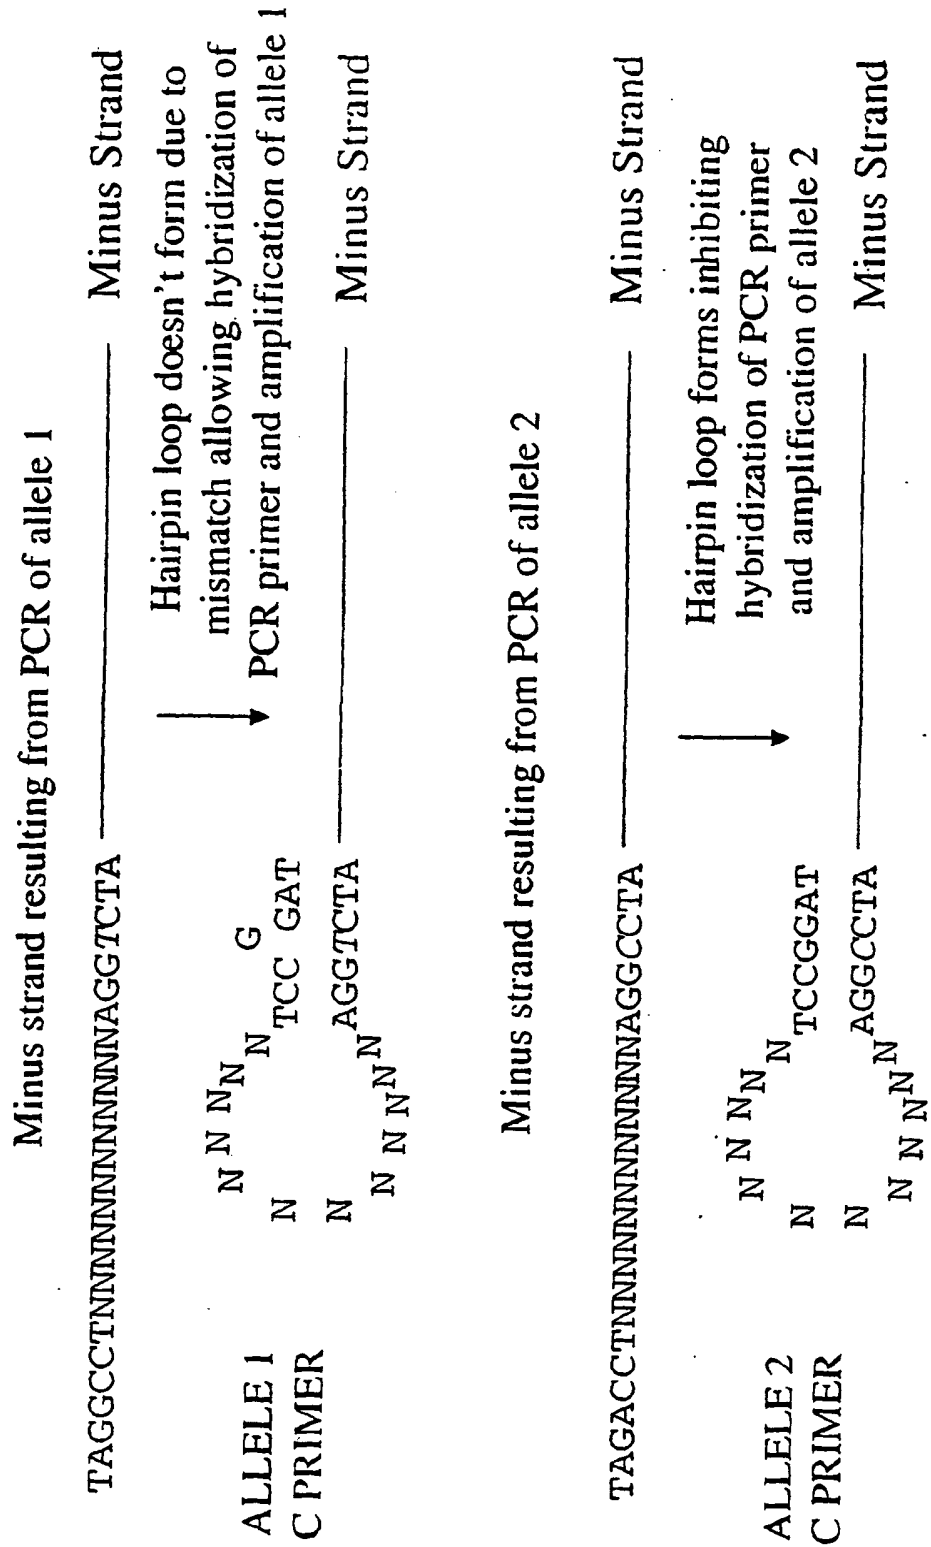 Minus strand resulting from PCR of allele 1
TAGGCCTNNNNNNNNNNNNAGGTCTA Minus Strand
Hairpin loop doesn't form due to
mismatch allowing hybridization of
PCR primer and amplification of allele 1
ALLELE 1
C PRIMER
N N N N N
G
TCC GAT
N
N
N N N N N
AGGTCTA Minus Strand
Minus strand resulting from PCR of allele 2
TAGACCTNNNNNNNNNNNNAGGCCTA Minus Strand
Hairpin loop forms inhibiting
hybridization of PCR primer
and amplification of allele 2
ALLELE 2
C PRIMER
N N N N N
TCCGGAT
N
N
N N N N N
AGGCCTA Minus Strand